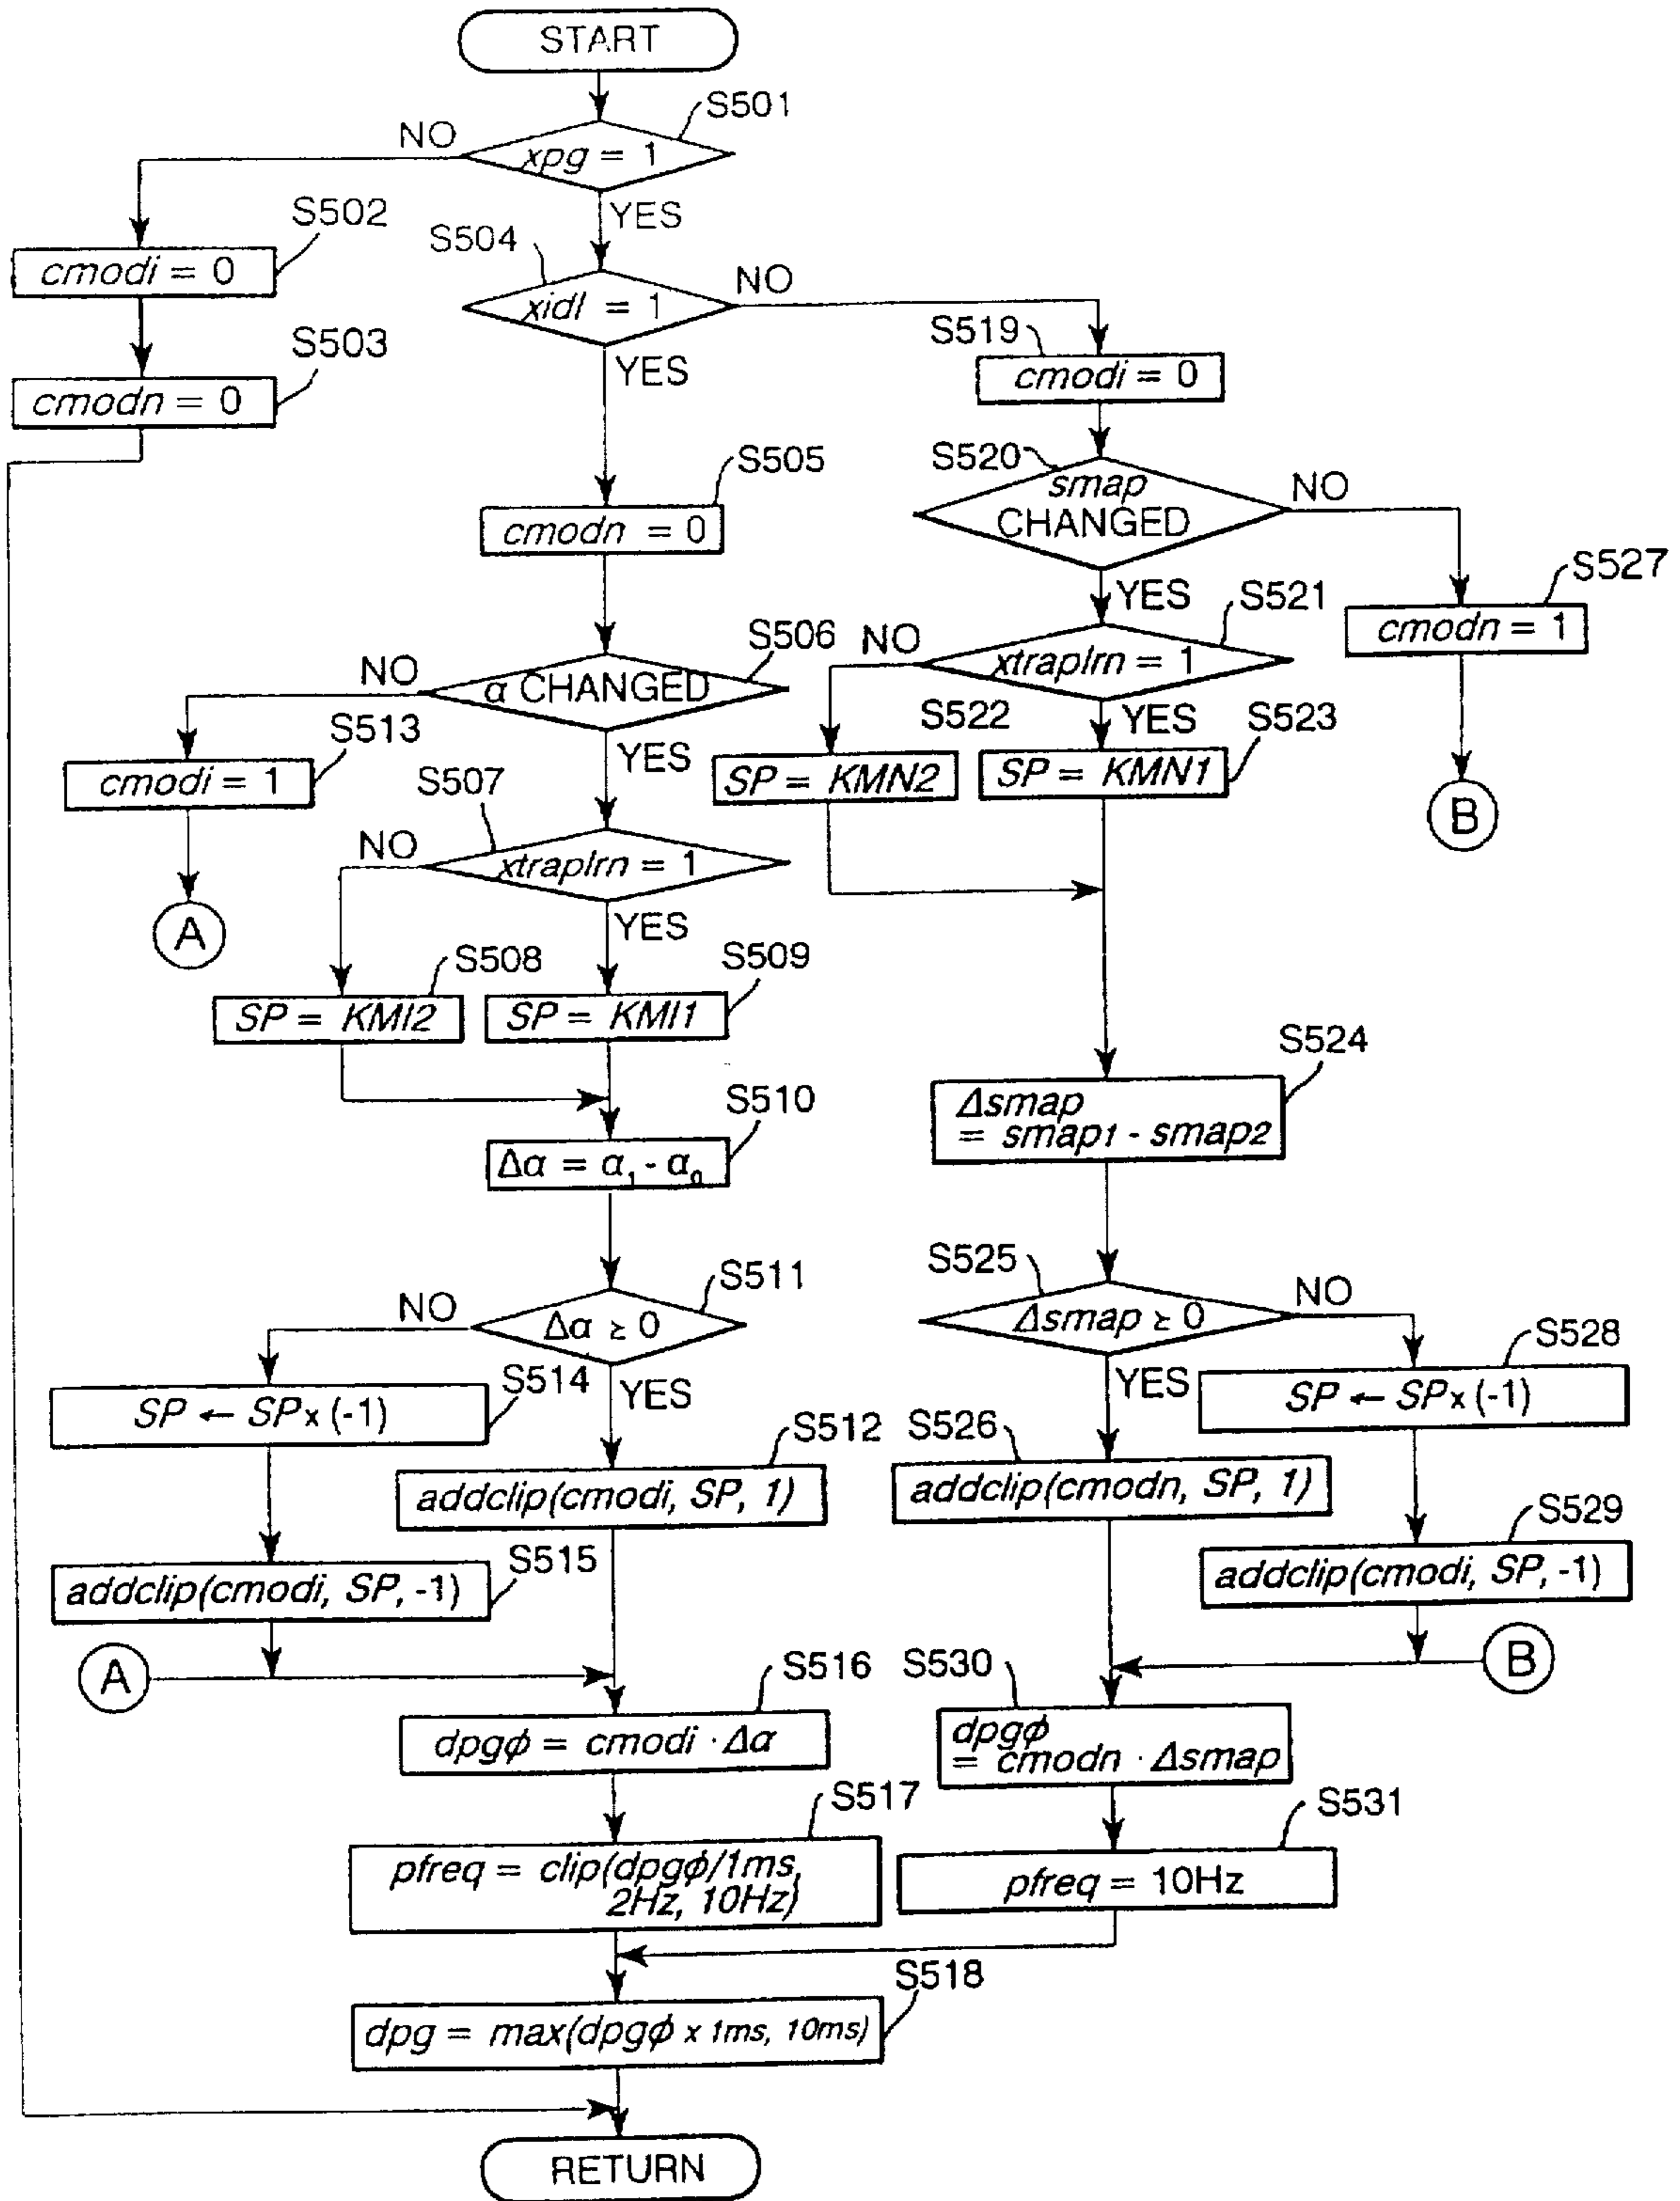 START
S501
NO
xpg = 1
YES
S502
cmodi = 0
S503
cmodn = 0
S504
xidl = 1
NO
YES
S519
cmodi = 0
S505
cmodn = 0
S520
smap
CHANGED
NO
YES
S527
cmodn = 1
B
S506
NO
α CHANGED
YES
S513
cmodi = 1
A
S521
NO
xtraplrn = 1
YES
S522
SP = KMN2
S523
SP = KMN1
S507
NO
xtraplrn = 1
YES
S508
SP = KMI2
S509
SP = KMI1
S510
Δα = α₁ - α₀
S524
Δsmap
= smap1 - smap2
S511
NO
Δα ≥ 0
YES
S525
Δsmap ≥ 0
NO
YES
S514
SP ← SP x (-1)
S512
addclip(cmodi, SP, 1)
S526
addclip(cmodn, SP, 1)
S528
SP ← SP x (-1)
S515
addclip(cmodi, SP, -1)
S529
addclip(cmodi, SP, -1)
A
B
S516
dpgϕ = cmodi · Δα
S530
dpgϕ
= cmodn · Δsmap
S517
pfreq = clip(dpgϕ/1ms,
2Hz, 10Hz)
S531
pfreq = 10Hz
S518
dpg = max(dpgϕ x 1ms, 10ms)
RETURN